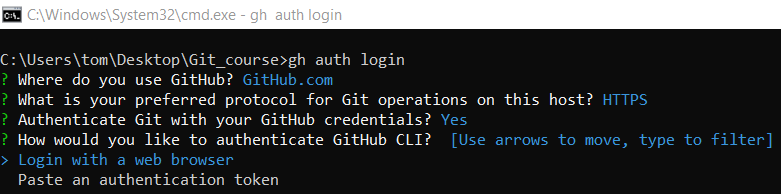 C:\Windows\System32\cmd.exe - gh auth login
C:\Users\tom\Desktop\Git_course>gh auth login
? Where do you use GitHub? GitHub.com
? What is your preferred protocol for Git operations on this host? HTTPS
? Authenticate Git with your GitHub credentials? Yes
? How would you like to authenticate GitHub CLI?  [Use arrows to move, type to filter]
> Login with a web browser
  Paste an authentication token